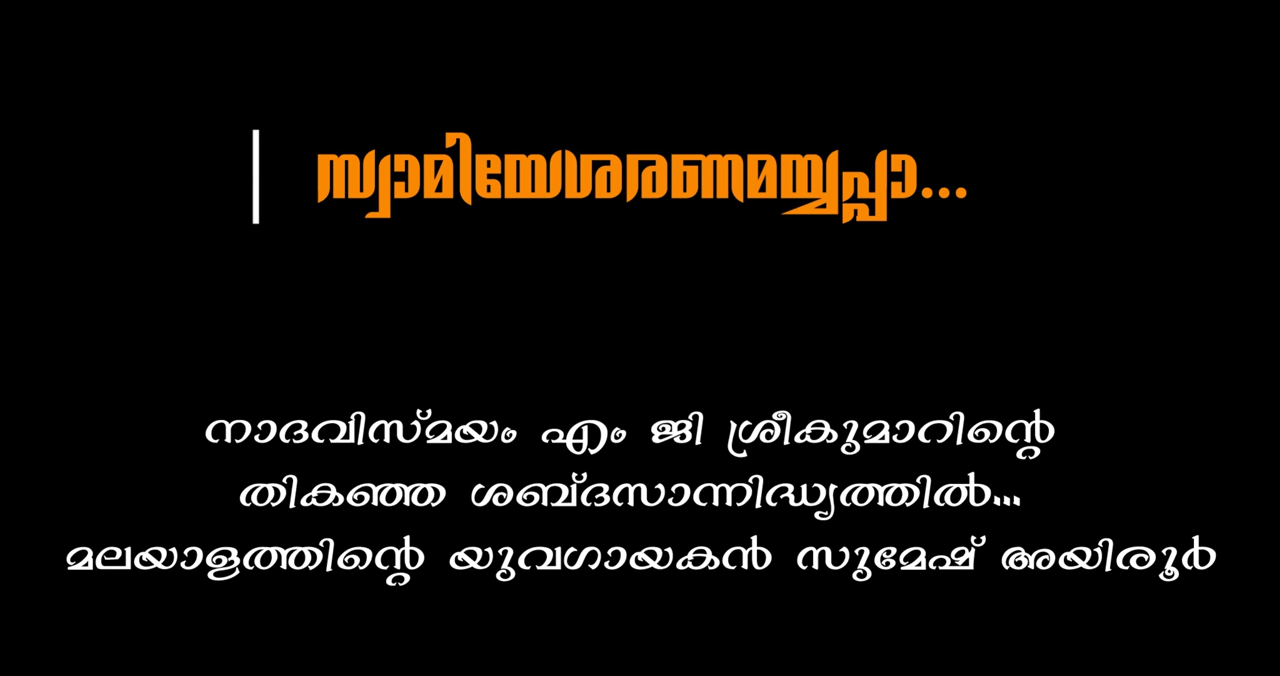 സ്വാമിയേശരണമയ്യപ്പാ...
നാദവിസ്മയം എം ജി ശ്രീകുമാറിന്റെ
തികഞ്ഞ ശബ്ദസാന്നിദ്ധ്യത്തിൽ...
മലയാളത്തിന്റെ യുവഗായകൻ സുമേഷ് അയിരൂർ